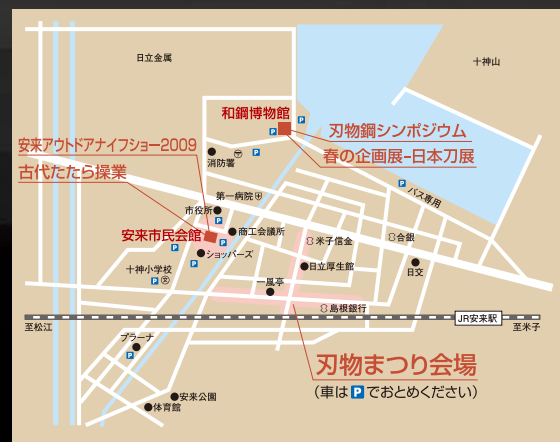 日立金属
十神山
和鋼博物館
P
P
刃物鋼シンポジウム
安来アウトドアナイフショー2009
消防署
P
春の企画展-日本刀展
古代たたら操業
第一病院
P
バス専用
市役所
P
安来市民会館
商工会議所
P
米子信金
合銀
P
ショッパーズ
P
十神小学校
文
P
日立厚生館
日交
一風亭
島根銀行
JR安来駅
至松江
至米子
プラーナ
P
刃物まつり会場
(車はPでおとめください)
安来公園
体育館